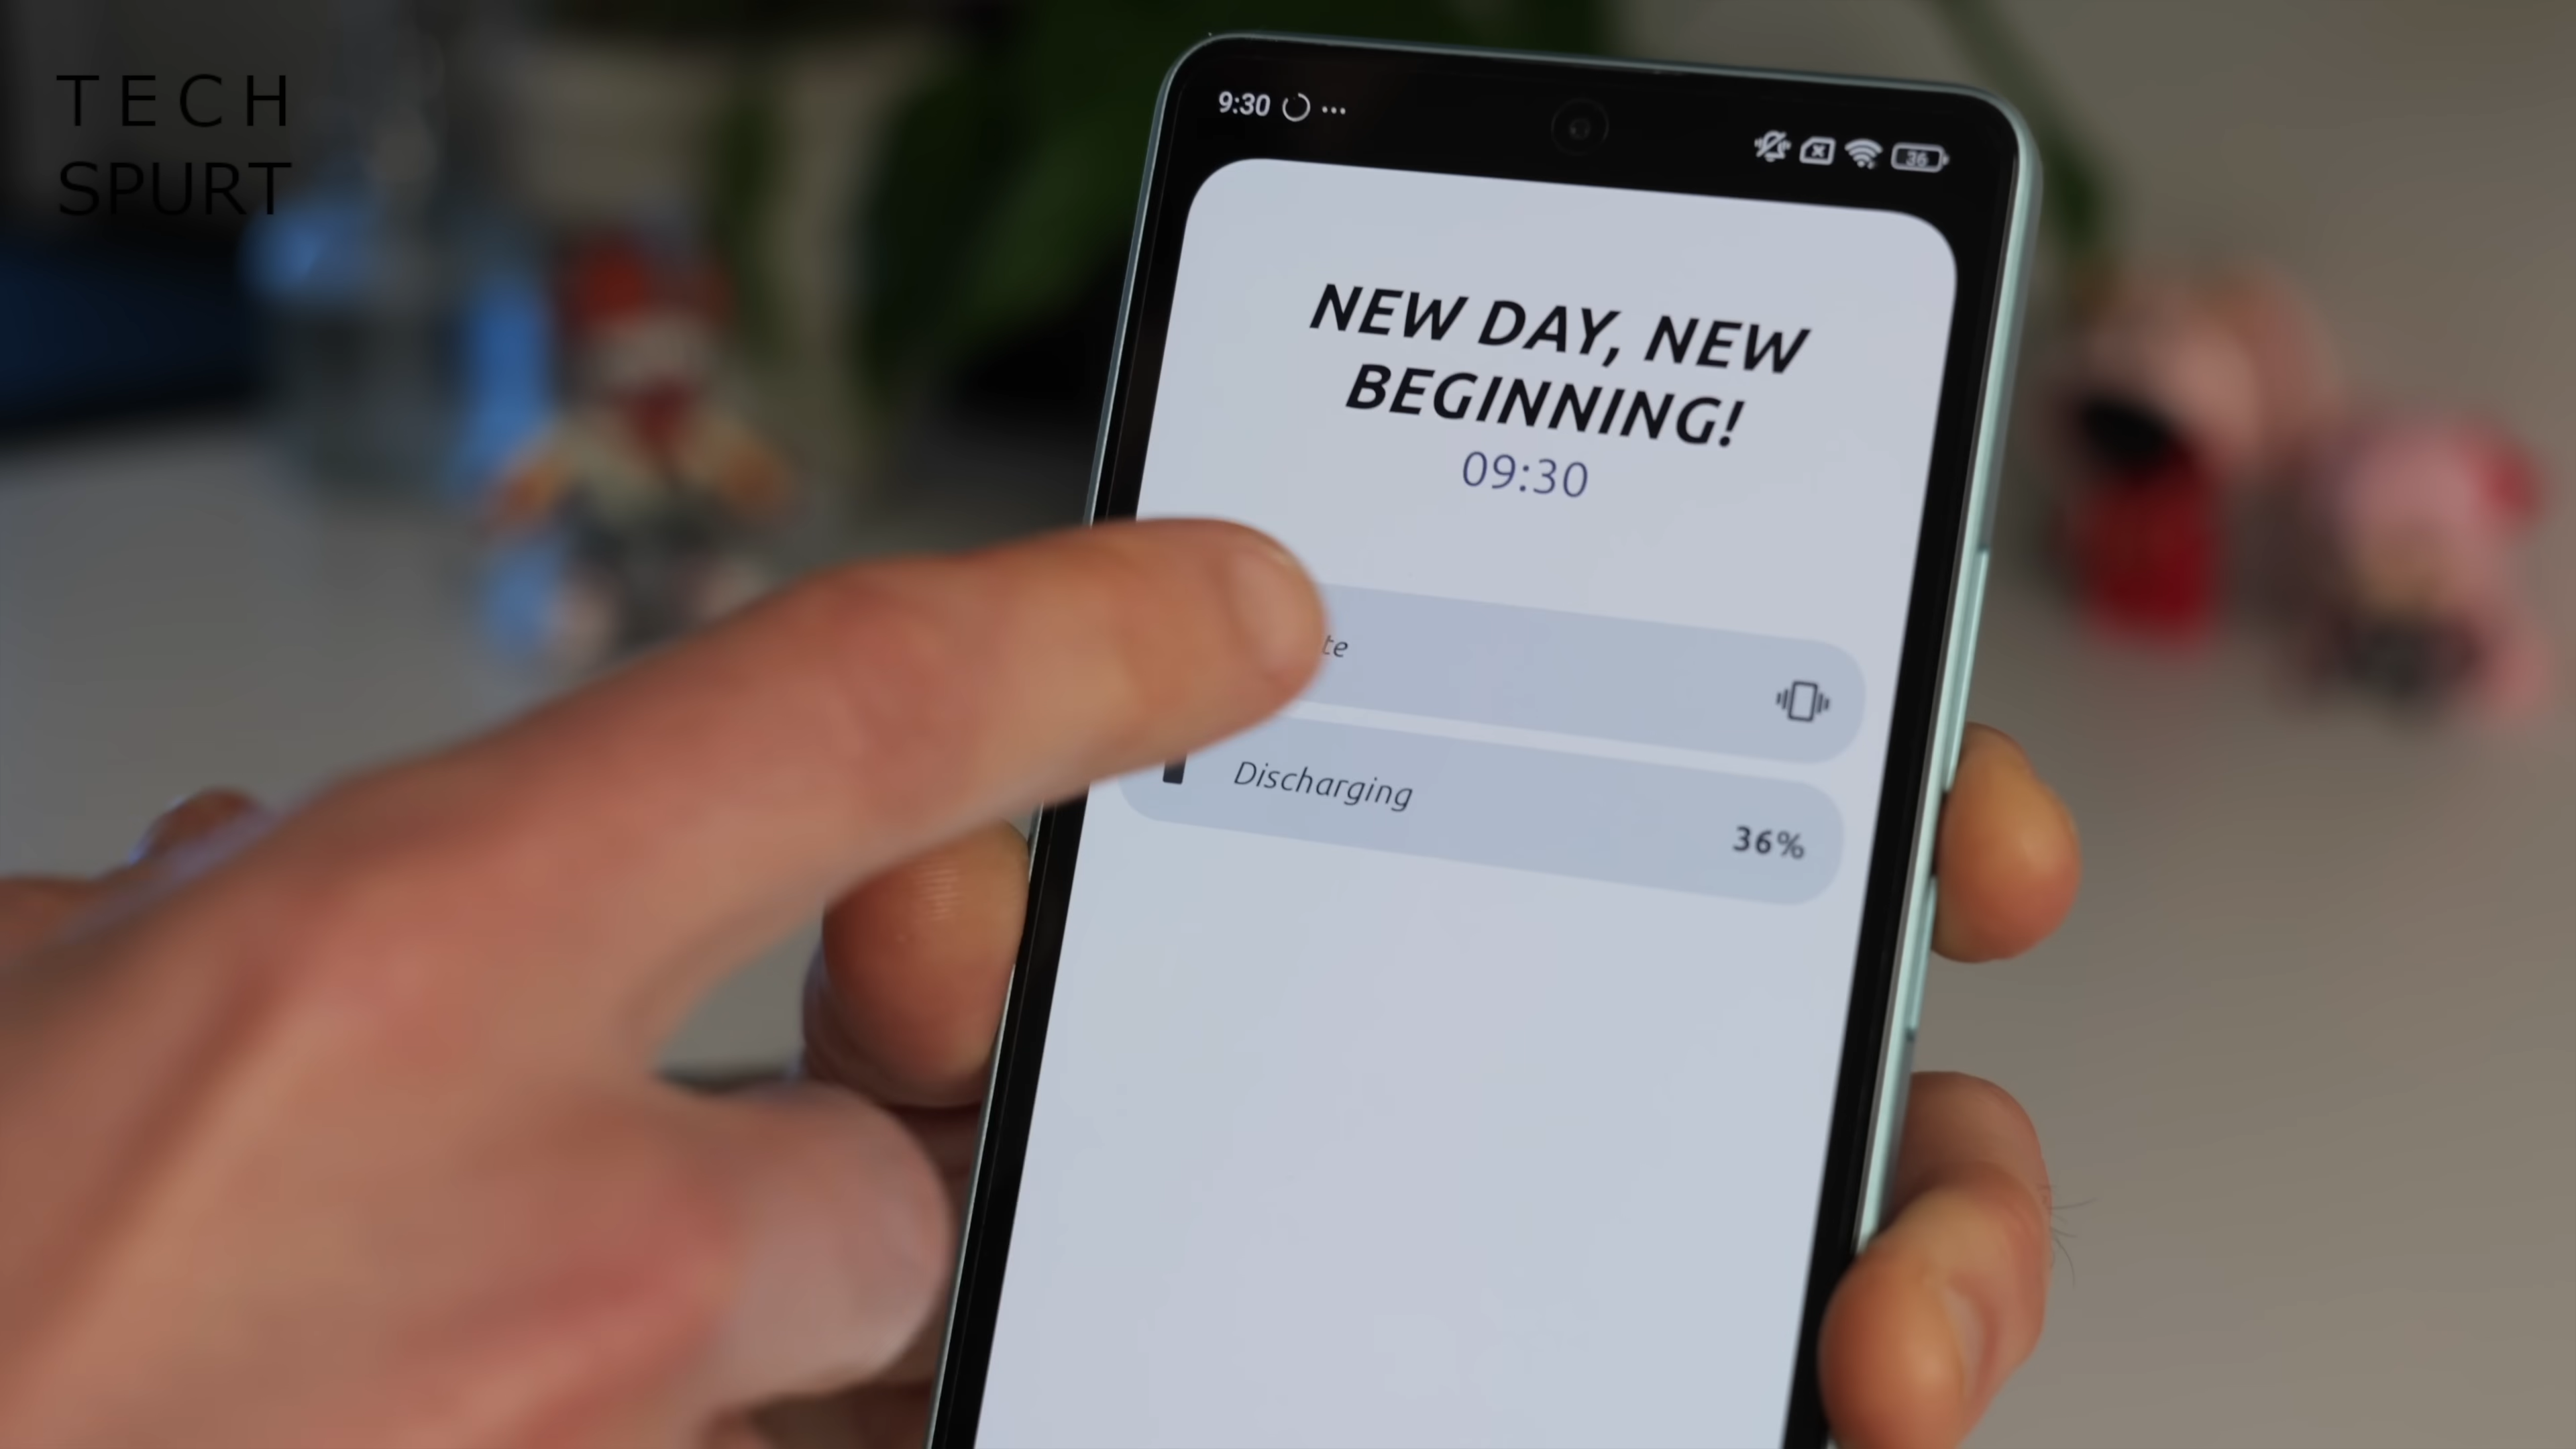 TECH
SPURT
9:30
36
NEW DAY, NEW
BEGINNING!
09:30
Discharging
36%